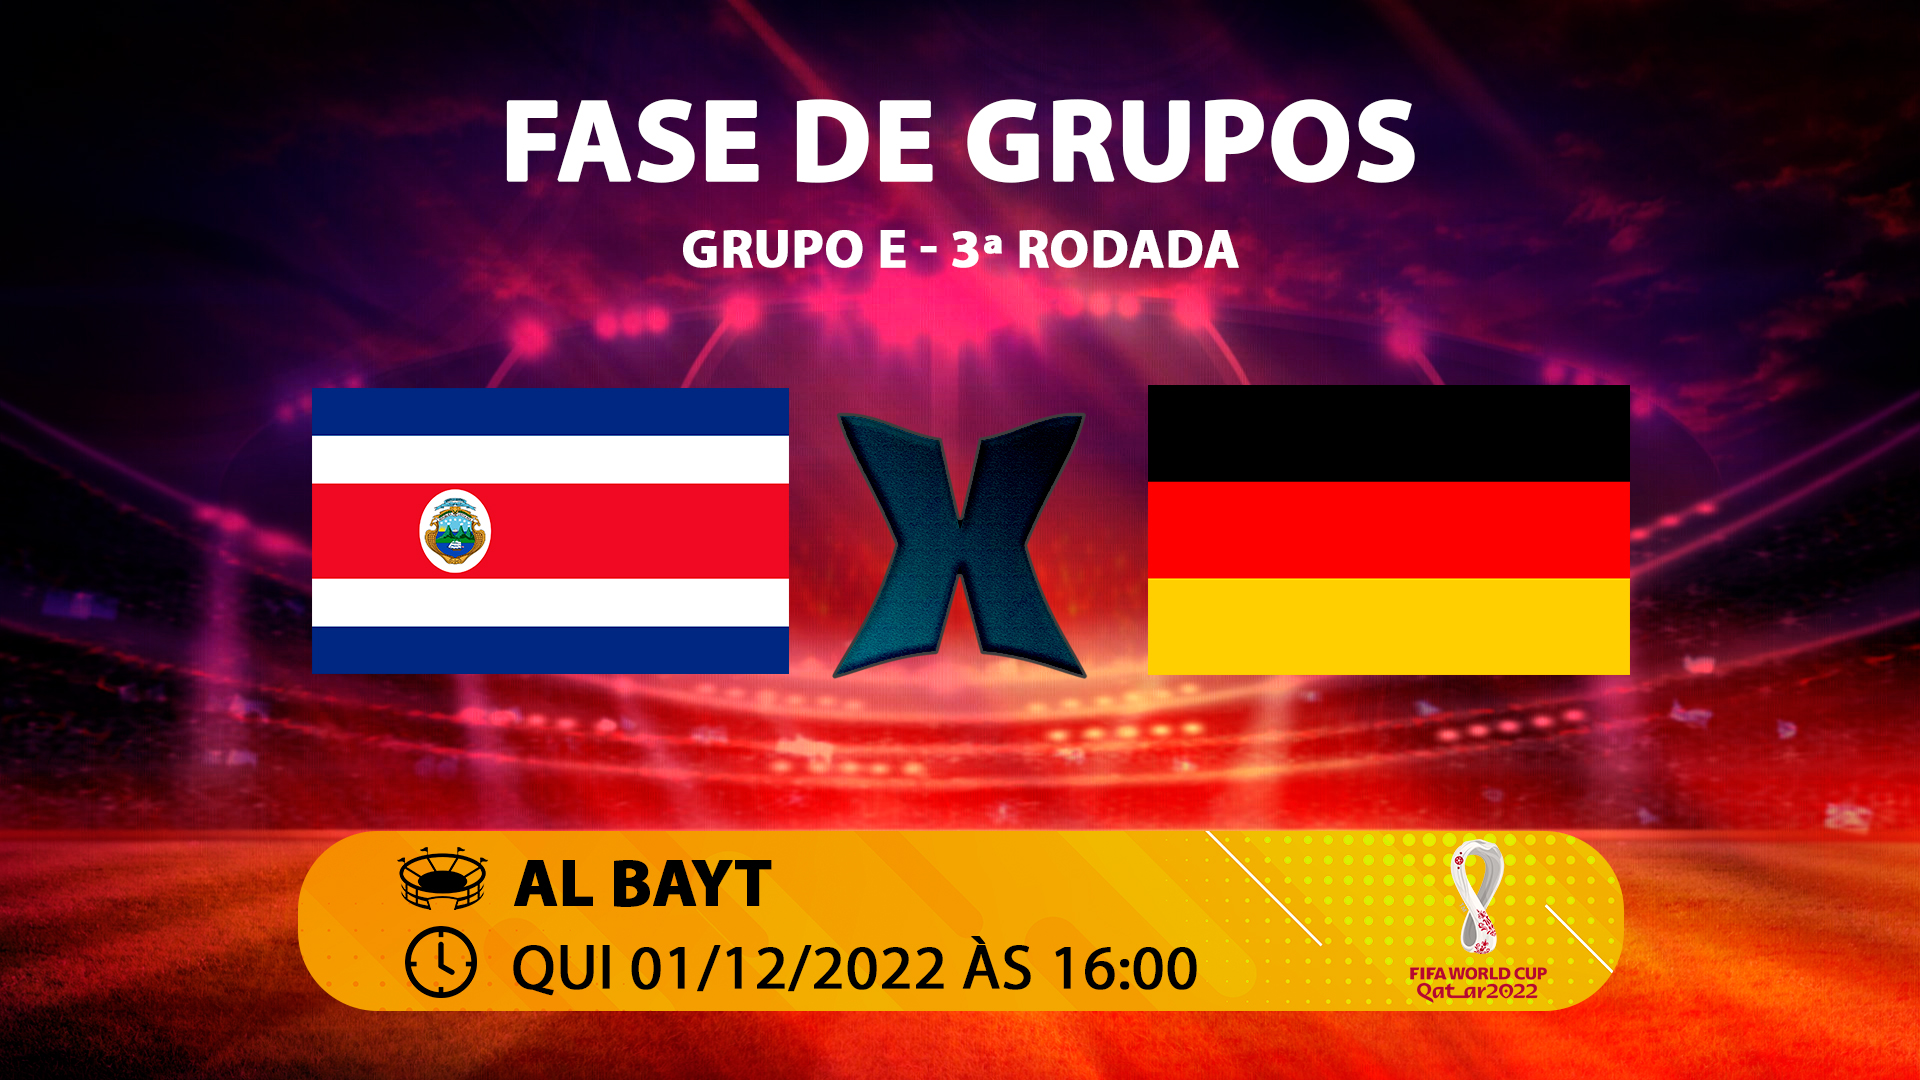 FASE DE GRUPOS
GRUPO E - 3ª RODADA
X
AL BAYT
QUI 01/12/2022 ÀS 16:00
FIFA WORLD CUP
Qatar2022